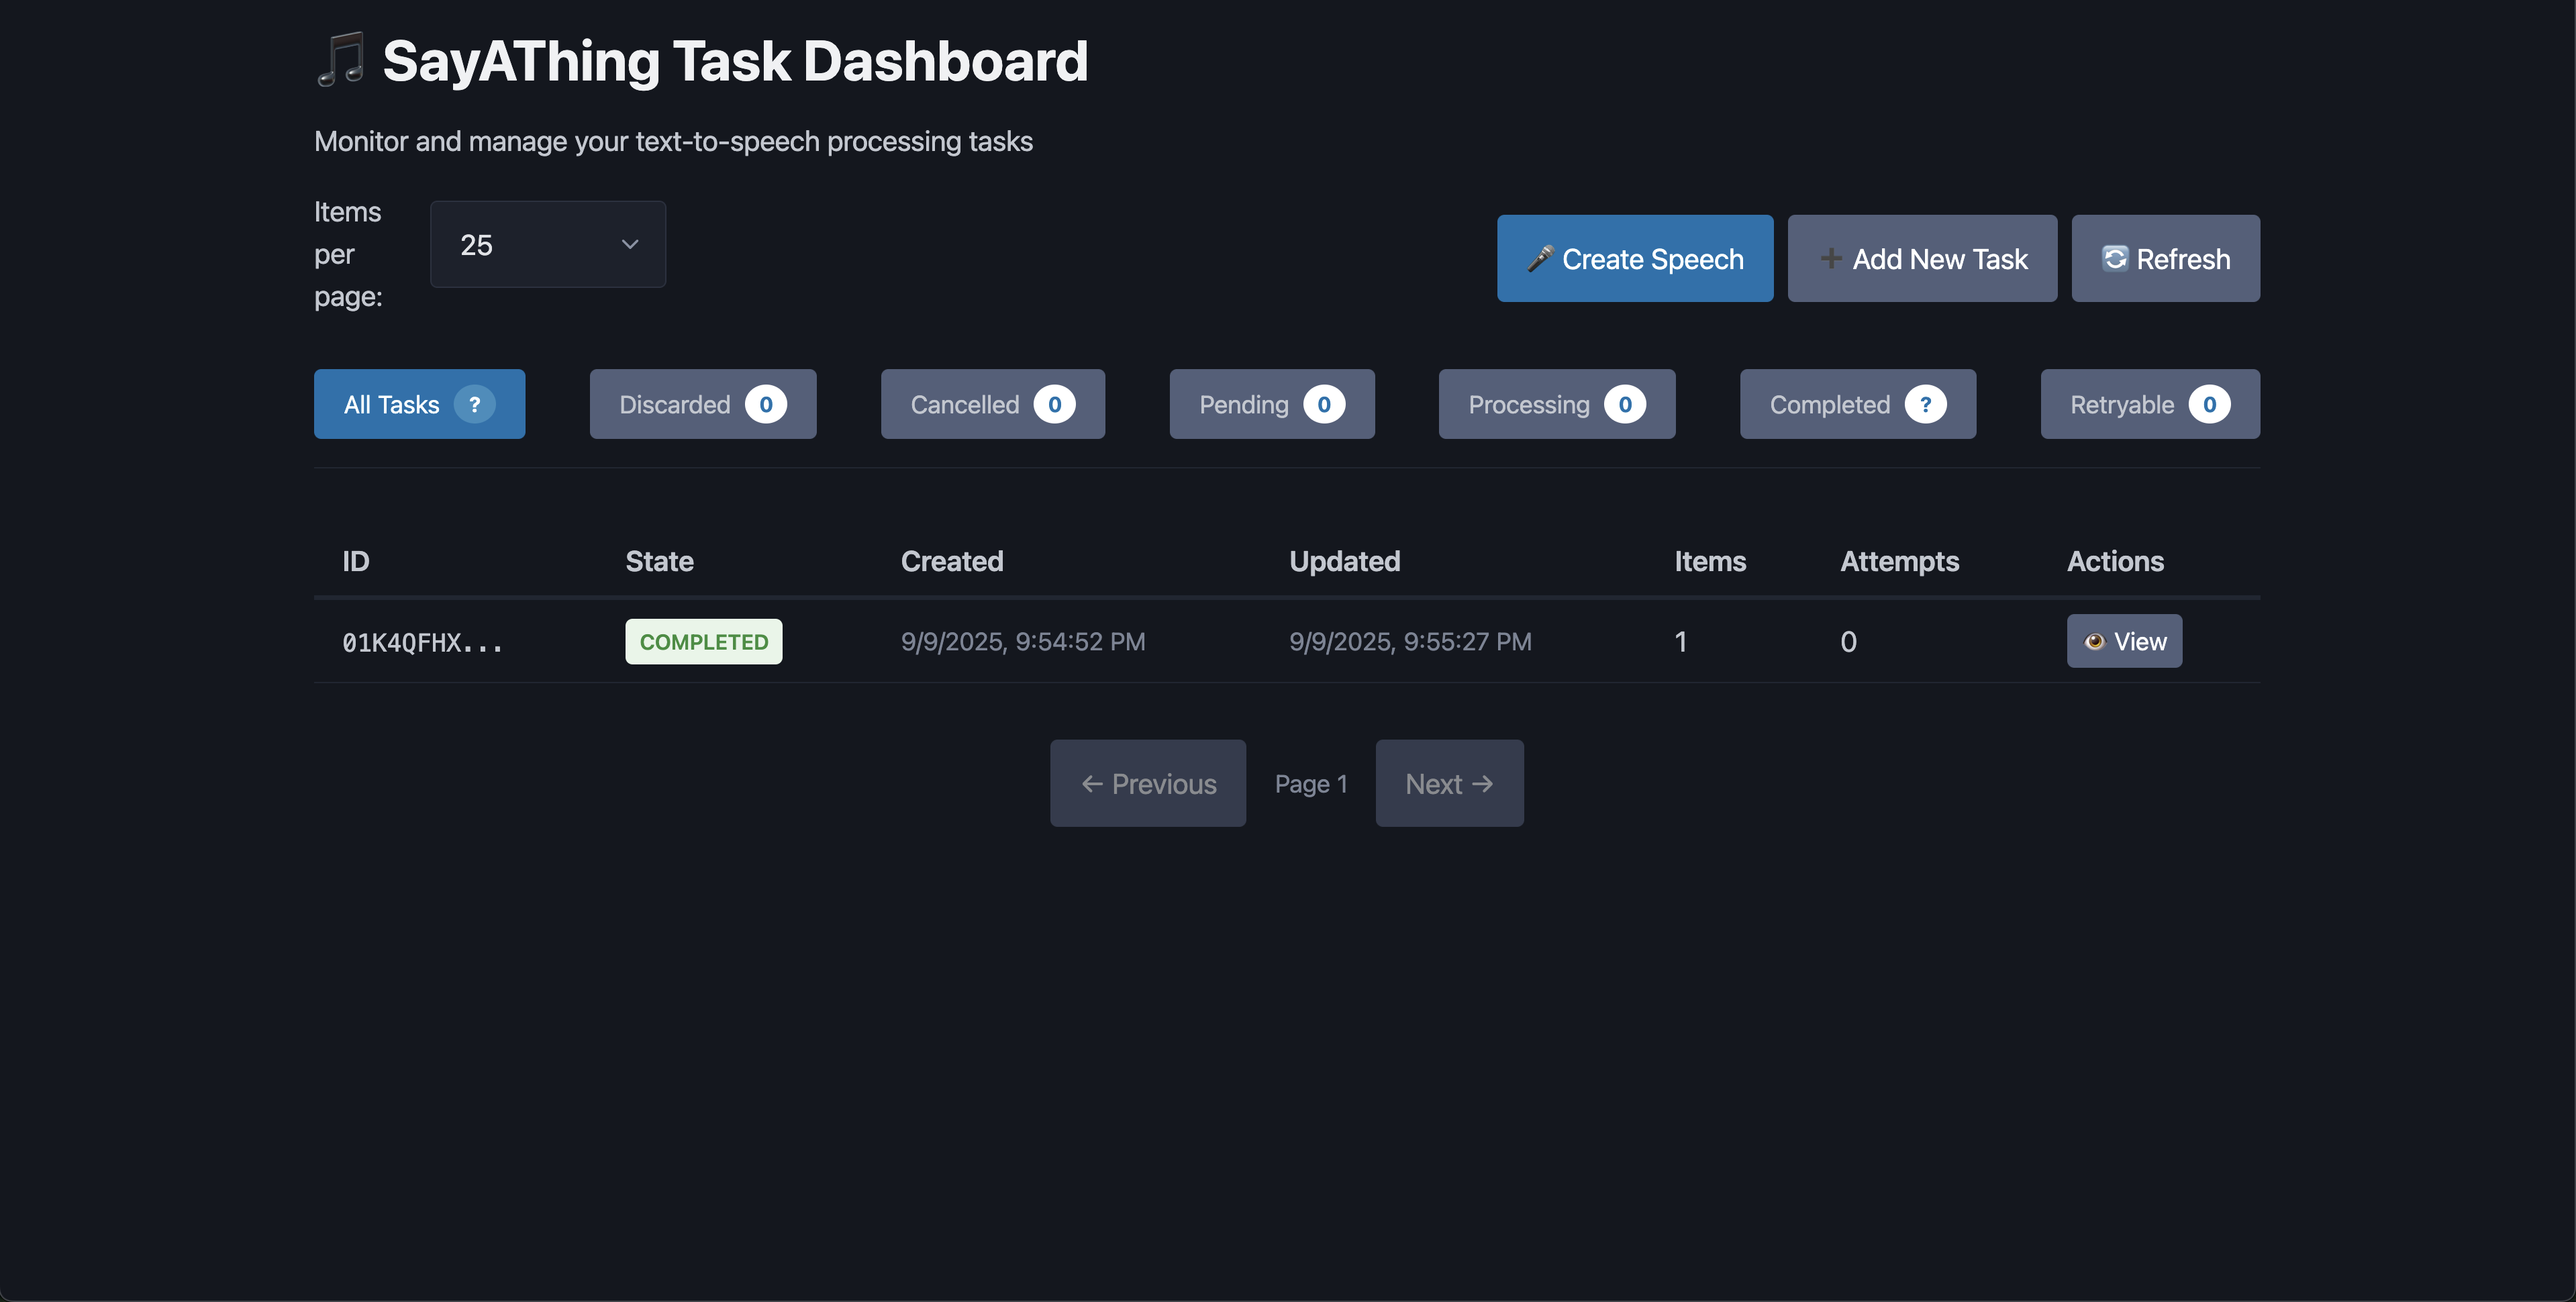 🎵 SayAThing Task Dashboard
Monitor and manage your text-to-speech processing tasks
Items
per
page:
25
🎤 Create Speech
➕ Add New Task
🔄 Refresh
All Tasks ?
Discarded 0
Cancelled 0
Pending 0
Processing 0
Completed ?
Retryable 0
ID State Created Updated Items Attempts Actions
01K4QFHX... COMPLETED 9/9/2025, 9:54:52 PM 9/9/2025, 9:55:27 PM 1 0 👁️ View
← Previous Page 1 Next →